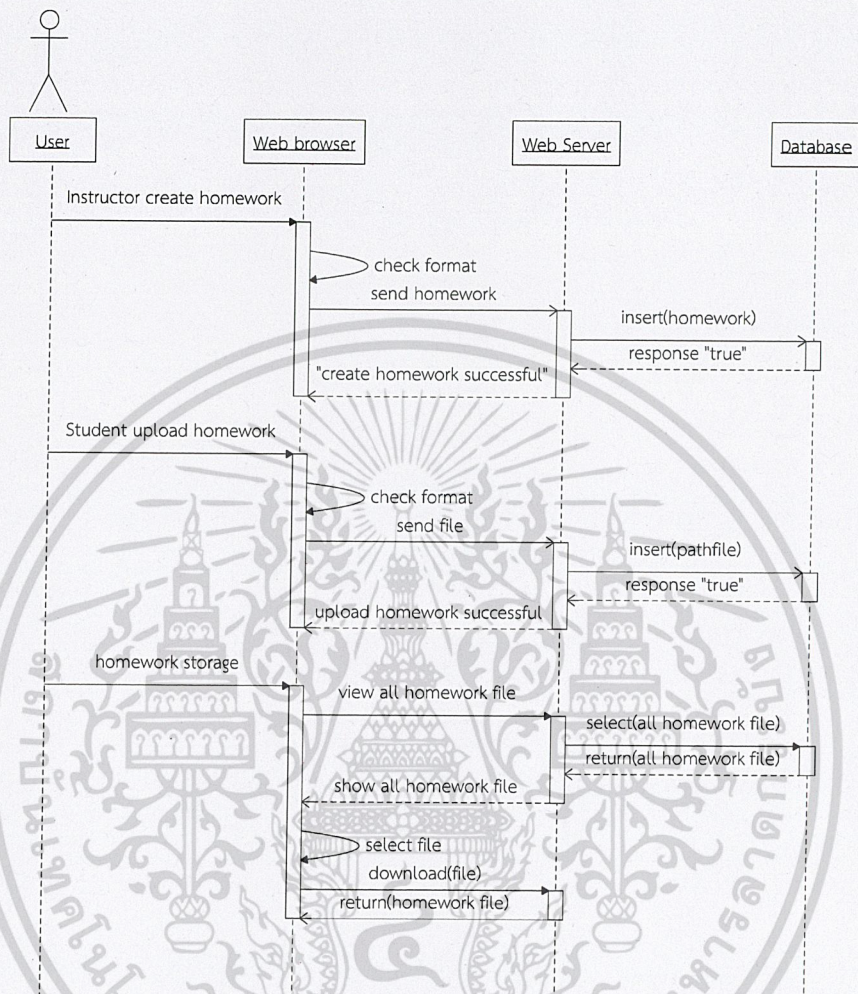 User
Web browser
Web Server
Database
Instructor create homework
check format
send homework
insert(homework)
response "true"
"create homework successful"
Student upload homework
check format
send file
insert(pathfile)
response "true"
upload homework successful
homework storage
view all homework file
select(all homework file)
return(all homework file)
show all homework file
select file
download(file)
return(homework file)